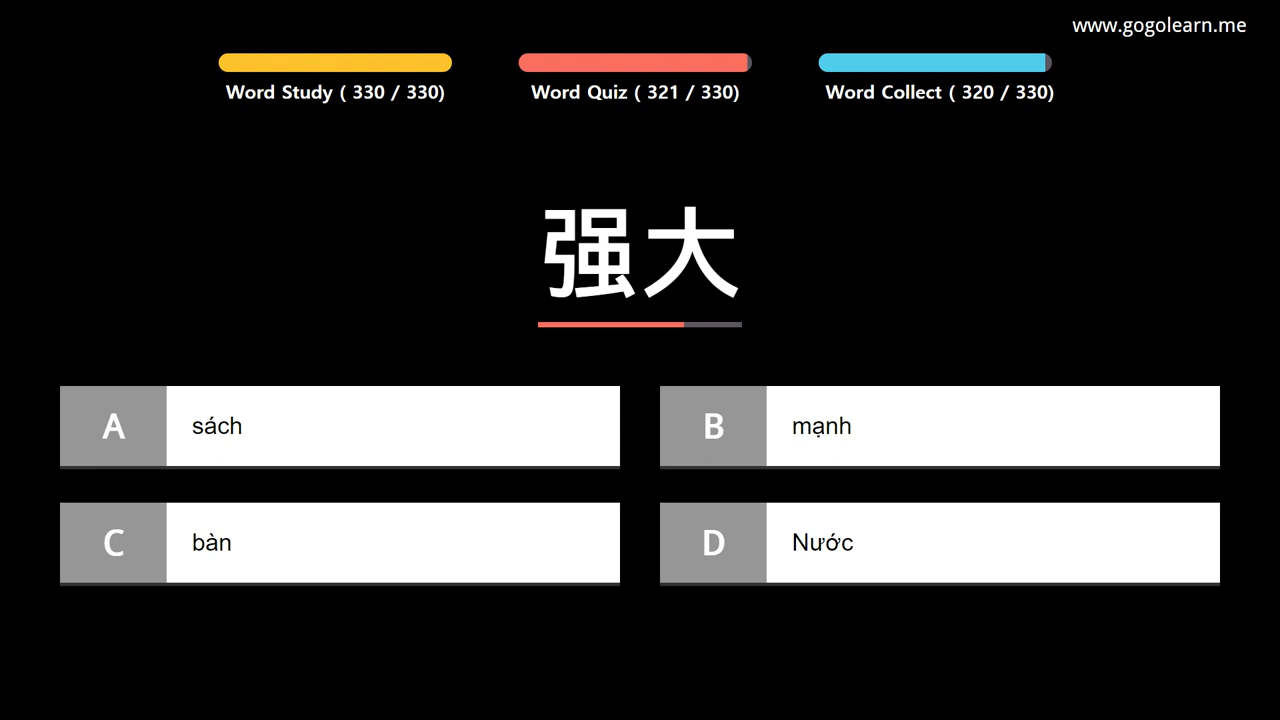 www.gogolearn.me
Word Study ( 330 / 330)
Word Quiz ( 321 / 330)
Word Collect ( 320 / 330)
强大
A sách
B mạnh
C bàn
D Nước